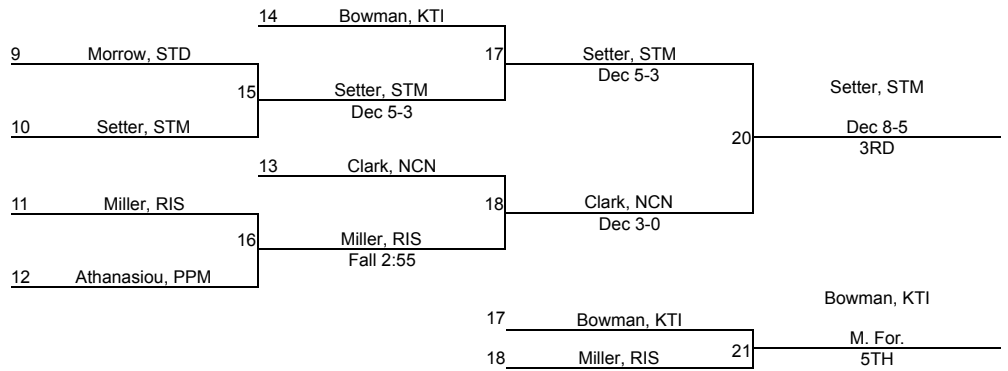 14 Bowman, KTI
9 Morrow, STD
17 Setter, STM
Dec 5-3
15 Setter, STM
Dec 5-3
Setter, STM
10 Setter, STM
20 Dec 8-5
3RD
13 Clark, NCN
11 Miller, RIS
18 Clark, NCN
Dec 3-0
16 Miller, RIS
Fall 2:55
12 Athanasiou, PPM
Bowman, KTI
17 Bowman, KTI
21 M. For.
5TH
18 Miller, RIS